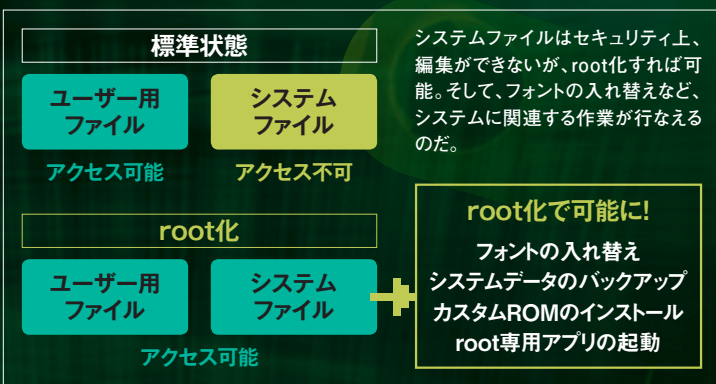 標準状態
ユーザー用
ファイル
システム
ファイル
アクセス可能
アクセス不可
システムファイルはセキュリティ上、
編集ができないが、root化すれば可
能。そして、フォントの入れ替えなど、
システムに関連する作業が行なえる
のだ。
root化
ユーザー用
ファイル
システム
ファイル
アクセス可能
root化で可能に!
フォントの入れ替え
システムデータのバックアップ
カスタムROMのインストール
root専用アプリの起動